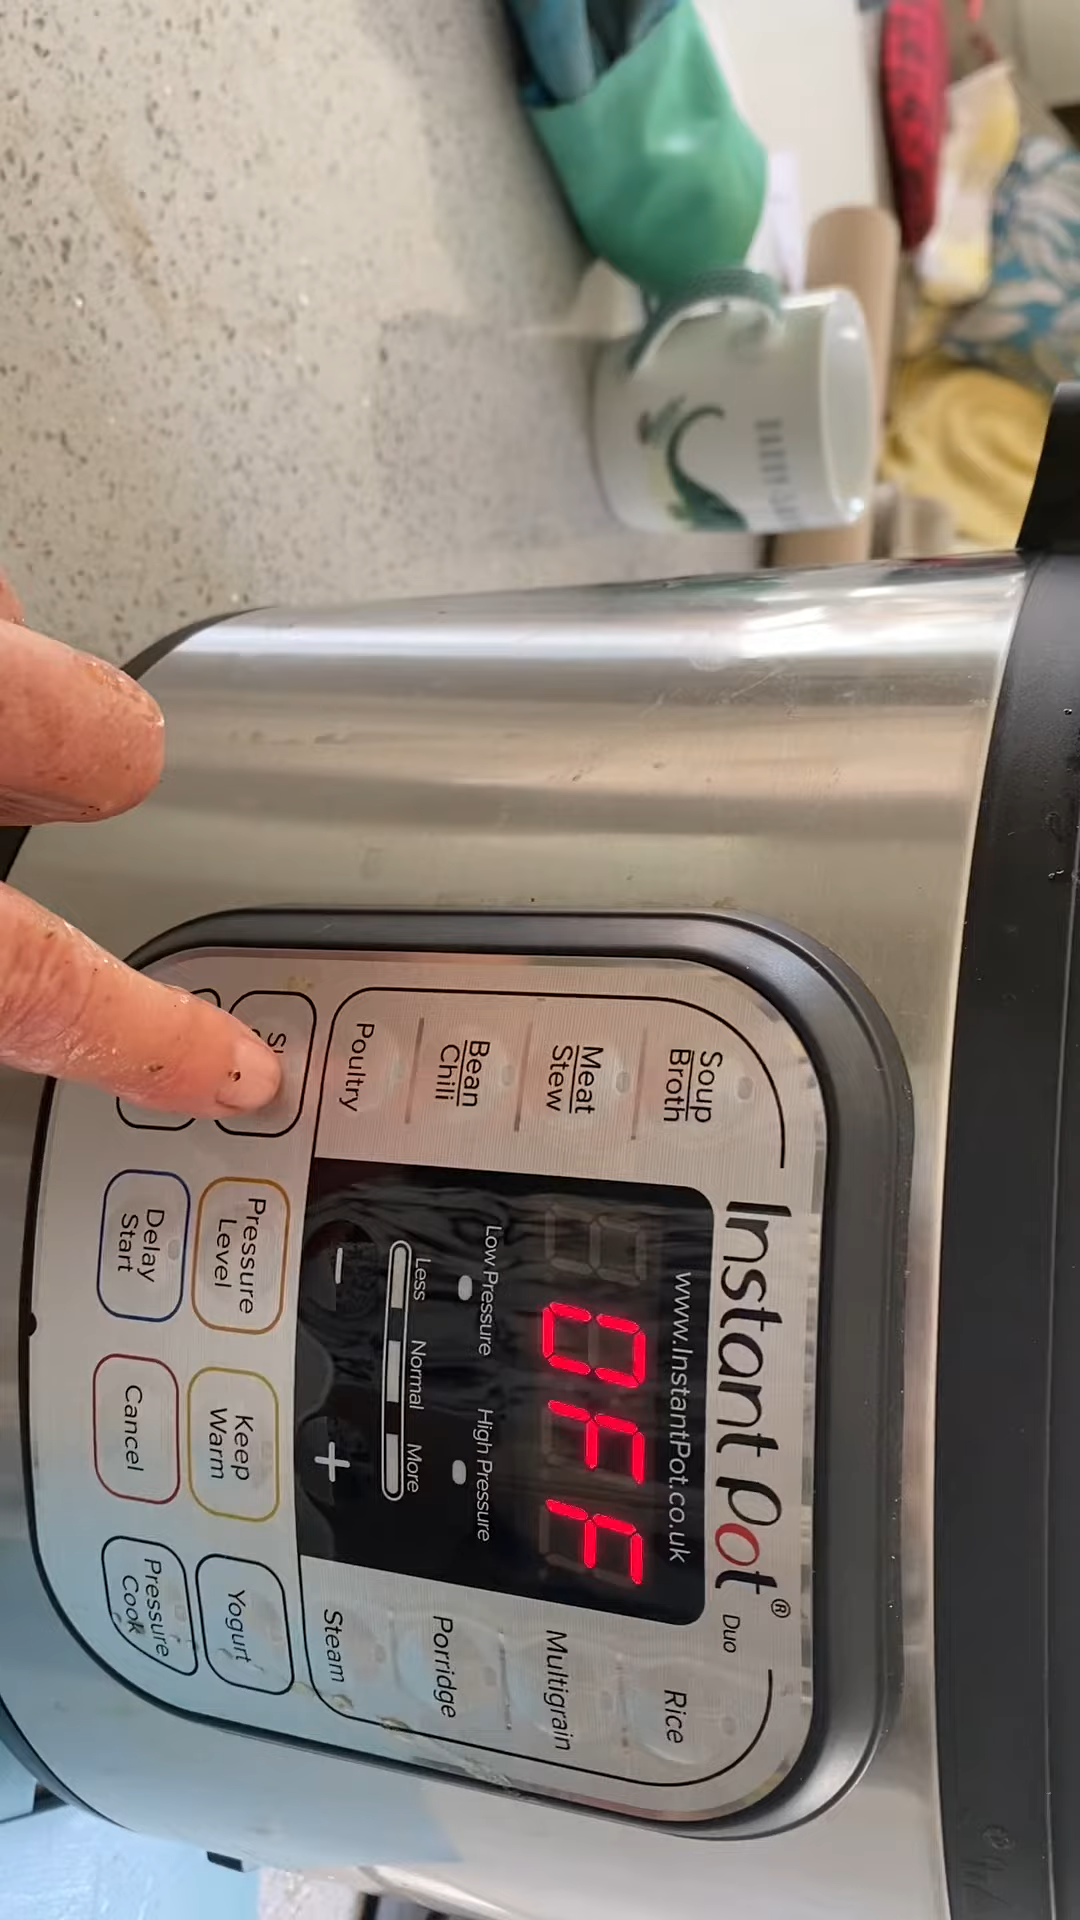 Instant Pot® Duo
www.InstantPot.co.uk
OFF
Low Pressure
High Pressure
Less
Normal
More
-
+
Soup
Broth
Meat
Stew
Bean
Chili
Poultry
Rice
Multigrain
Porridge
Steam
Pressure
Level
Keep
Warm
Yogurt
Delay
Start
Cancel
Pressure
Cook